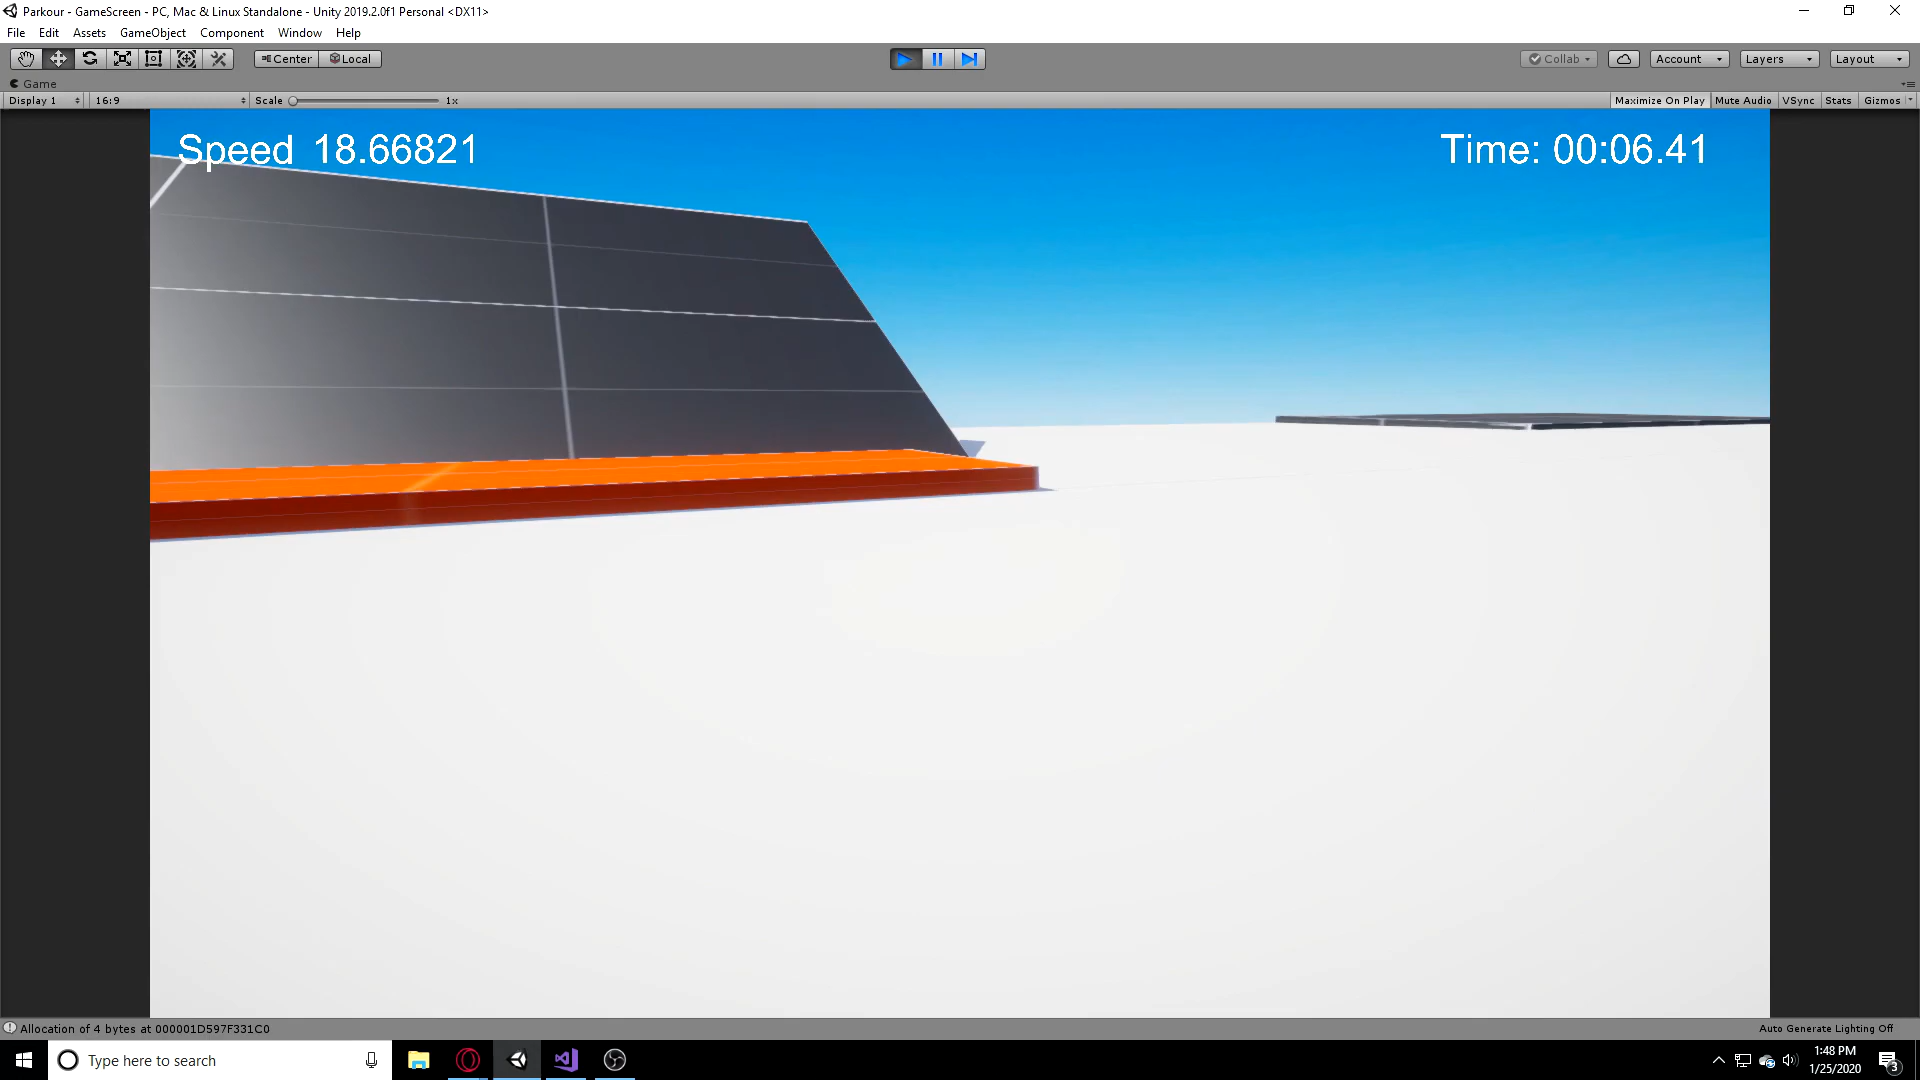 Parkour - GameScreen - PC, Mac & Linux Standalone - Unity 2019.2.0f1 Personal <DX11>
File Edit Assets GameObject Component Window Help
Center Local Collab Account Layers Layout
Game
Display 1 16:9 Scale 1x Maximize On Play Mute Audio VSync Stats Gizmos
Speed 18.66821 Time: 00:06.41
Allocation of 4 bytes at 000001D597F331C0 Auto Generate Lighting Off
Type here to search
1:48 PM
1/25/2020
3